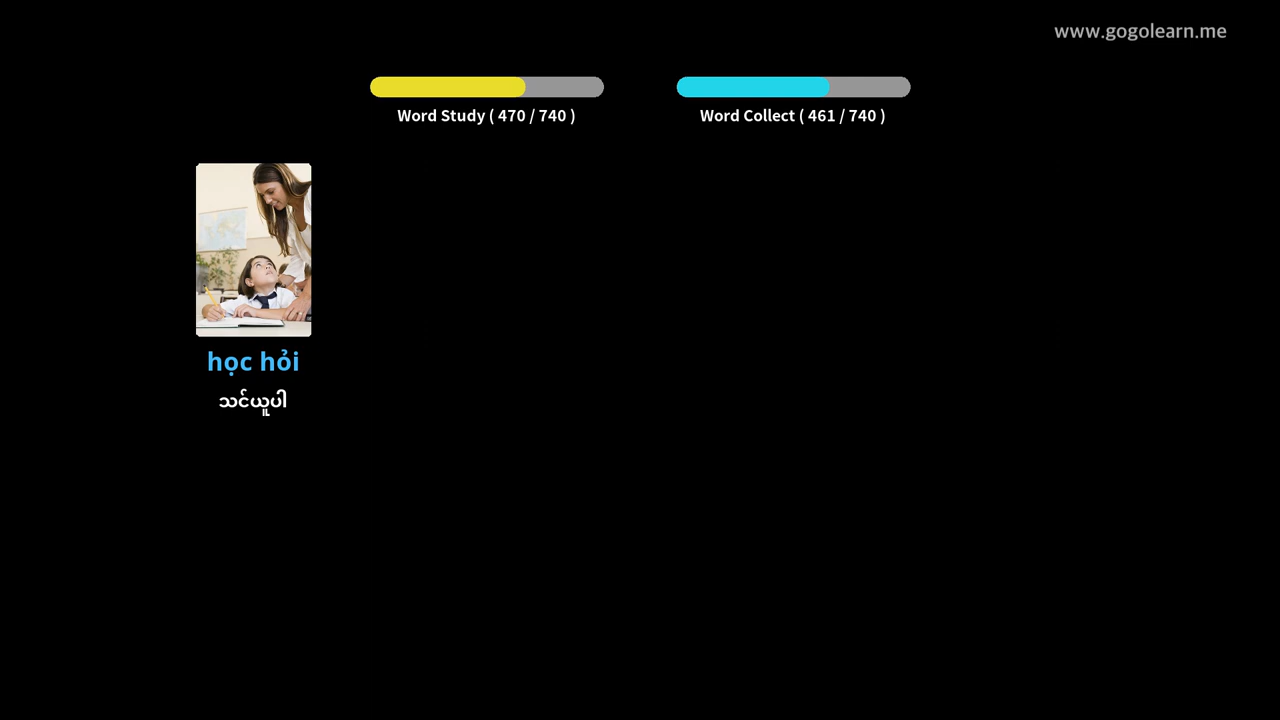 www.gogolearn.me
Word Study ( 470 / 740 )
Word Collect ( 461 / 740 )
học hỏi
သင်ယူပါ